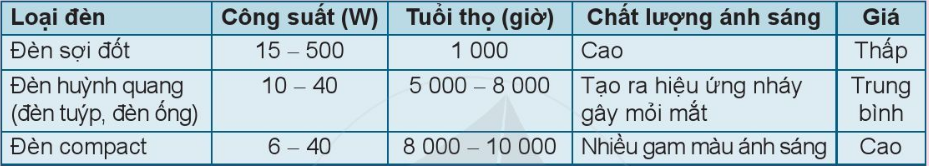 Loại đèn Công suất (W) Tuổi thọ (giờ) Chất lượng ánh sáng Giá
Đèn sợi đốt 15 – 500 1 000 Cao Thấp
Đèn huỳnh quang 10 – 40 5 000 – 8 000 Tạo ra hiệu ứng nháy Trung
(đèn tuýp, đèn ống) gây mỏi mắt bình
Đèn compact 6 – 40 8 000 – 10 000 Nhiều gam màu ánh sáng Cao